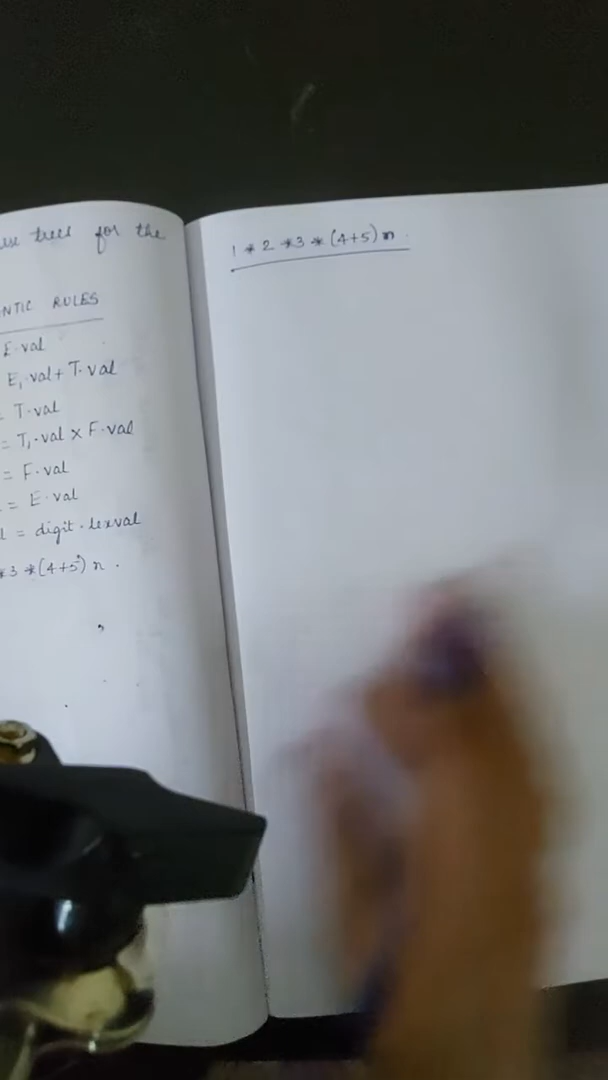 trees for the
NTIC RULES
E.val
E₁.val + T.val
T.val
= T₁.val × F.val
= F.val
= E.val
l = digit.lexval
*3 *(4+5) n.
1 * 2 *3 * (4+5) n.